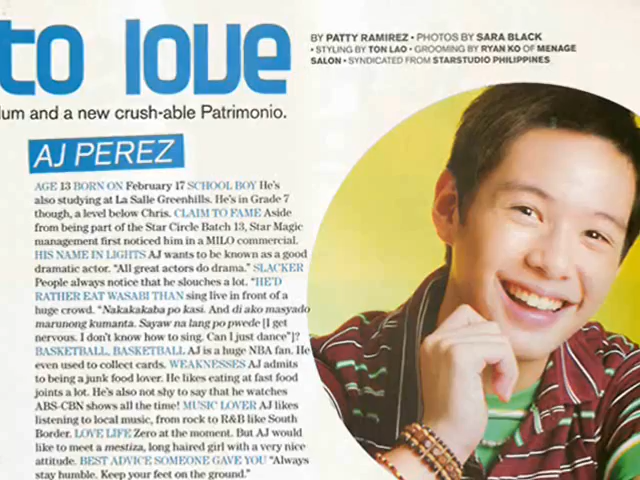 to love
BY PATTY RAMIREZ • PHOTOS BY SARA BLACK
• STYLING BY TON LAO • GROOMING BY RYAN KO OF MENAGE
SALON • SYNDICATED FROM STARSTUDIO PHILIPPINES
lum and a new crush-able Patrimonio.
AJ PEREZ
AGE 13 BORN ON February 17 SCHOOL BOY He's
also studying at La Salle Greenhills. He's in Grade 7
though, a level below Chris. CLAIM TO FAME Aside
from being part of the Star Circle Batch 13, Star Magic
management first noticed him in a MILO commercial.
HIS NAME IN LIGHTS AJ wants to be known as a good
dramatic actor. "All great actors do drama." SLACKER
People always notice that he slouches a lot. "HE'D
RATHER EAT WASABI THAN sing live in front of a
huge crowd. "Nakakakaba po kasi. And di ako masyado
marunong kumanta. Sayaw na lang po pwede [I get
nervous. I don't know how to sing. Can I just dance"]?
BASKETBALL, BASKETBALL AJ is a huge NBA fan. He
even used to collect cards. WEAKNESSES AJ admits
to being a junk food lover. He likes eating at fast food
joints a lot. He's also not shy to say that he watches
ABS-CBN shows all the time! MUSIC LOVER AJ likes
listening to local music, from rock to R&B like South
Border. LOVE LIFE Zero at the moment. But AJ would
like to meet a mestiza, long haired girl with a very nice
attitude. BEST ADVICE SOMEONE GAVE YOU "Always
stay humble. Keep your feet on the ground."